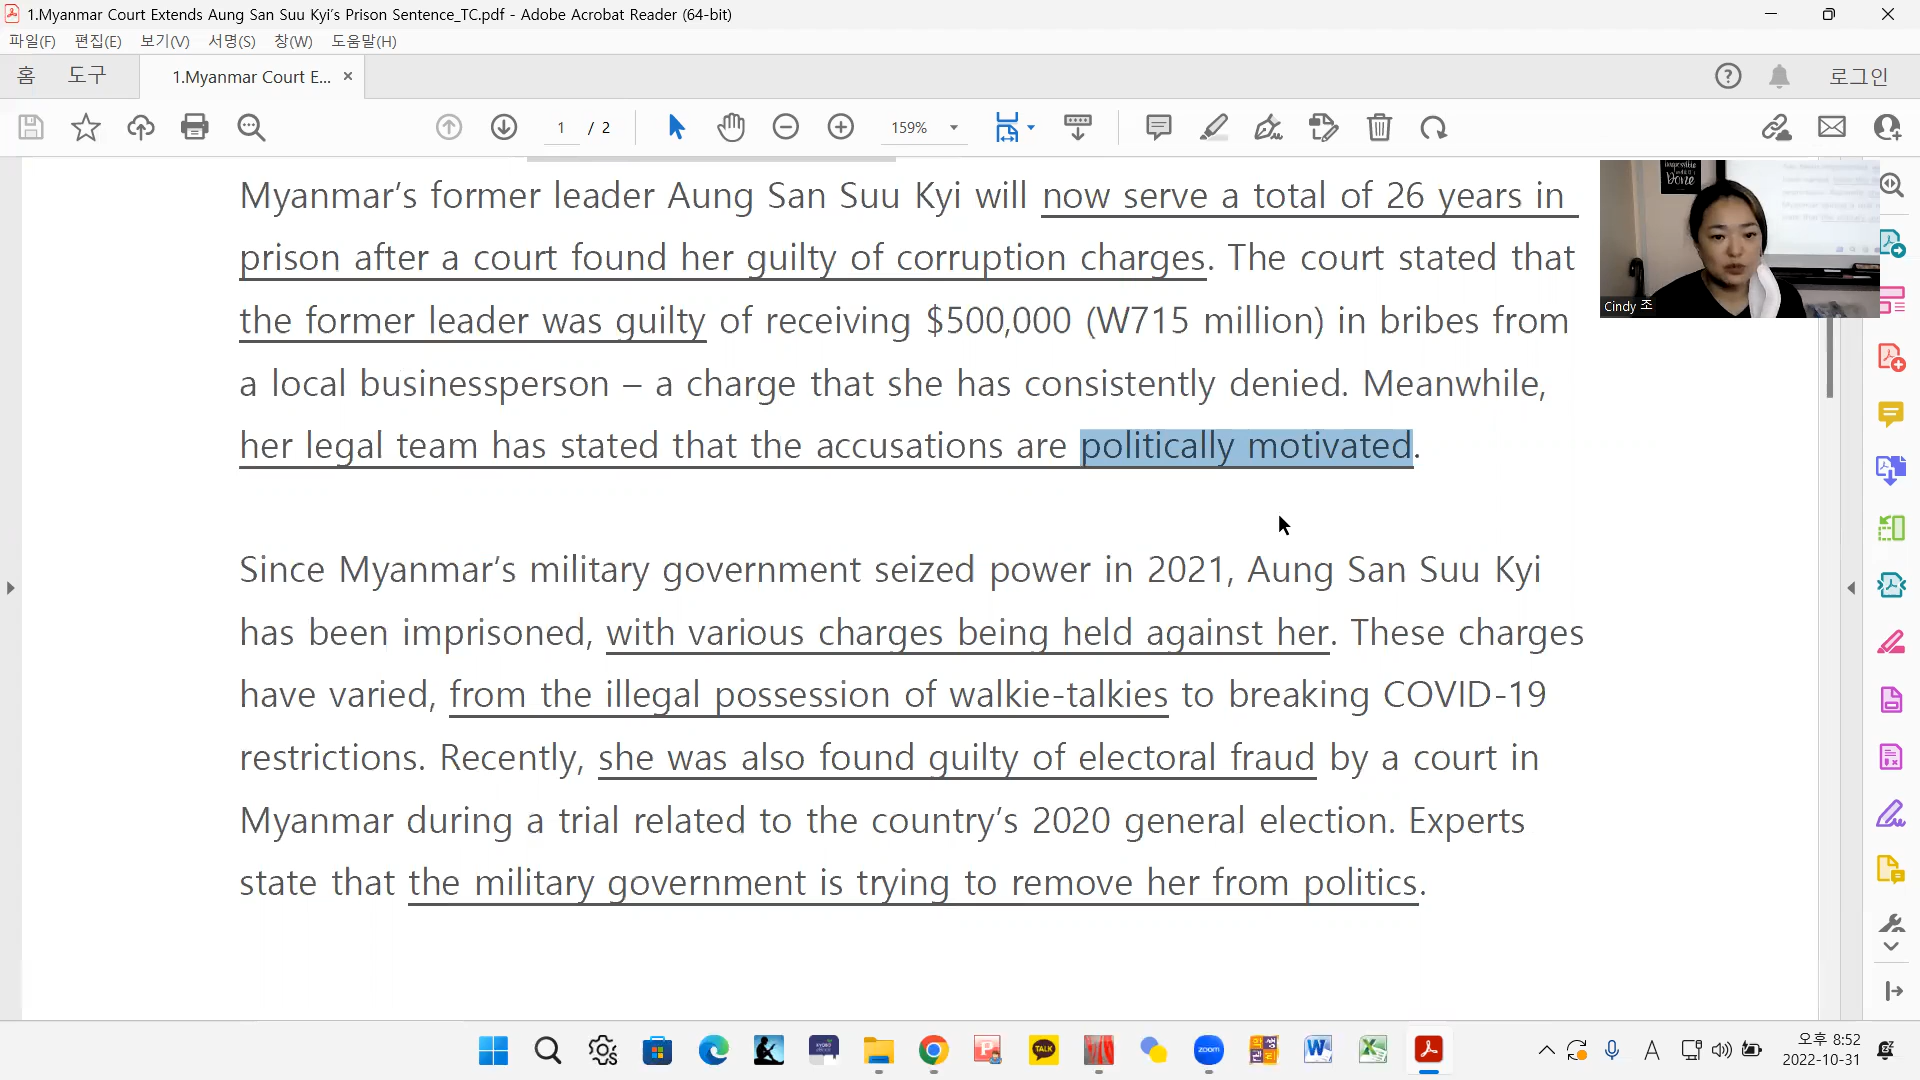 1.Myanmar Court Extends Aung San Suu Kyi's Prison Sentence_TC.pdf - Adobe Acrobat Reader (64-bit)
파일(F) 편집(E) 보기(V) 서명(S) 창(W) 도움말(H)
홈 도구 1.Myanmar Court E... × 로그인
1 / 2 159%
Myanmar's former leader Aung San Suu Kyi will now serve a total of 26 years in
prison after a court found her guilty of corruption charges. The court stated that
the former leader was guilty of receiving $500,000 (W715 million) in bribes from
a local businessperson – a charge that she has consistently denied. Meanwhile,
her legal team has stated that the accusations are politically motivated.
Since Myanmar's military government seized power in 2021, Aung San Suu Kyi
has been imprisoned, with various charges being held against her. These charges
have varied, from the illegal possession of walkie-talkies to breaking COVID-19
restrictions. Recently, she was also found guilty of electoral fraud by a court in
Myanmar during a trial related to the country's 2020 general election. Experts
state that the military government is trying to remove her from politics.
Done
Cindy 조
TALK
zoom
A
오후 8:52
2022-10-31